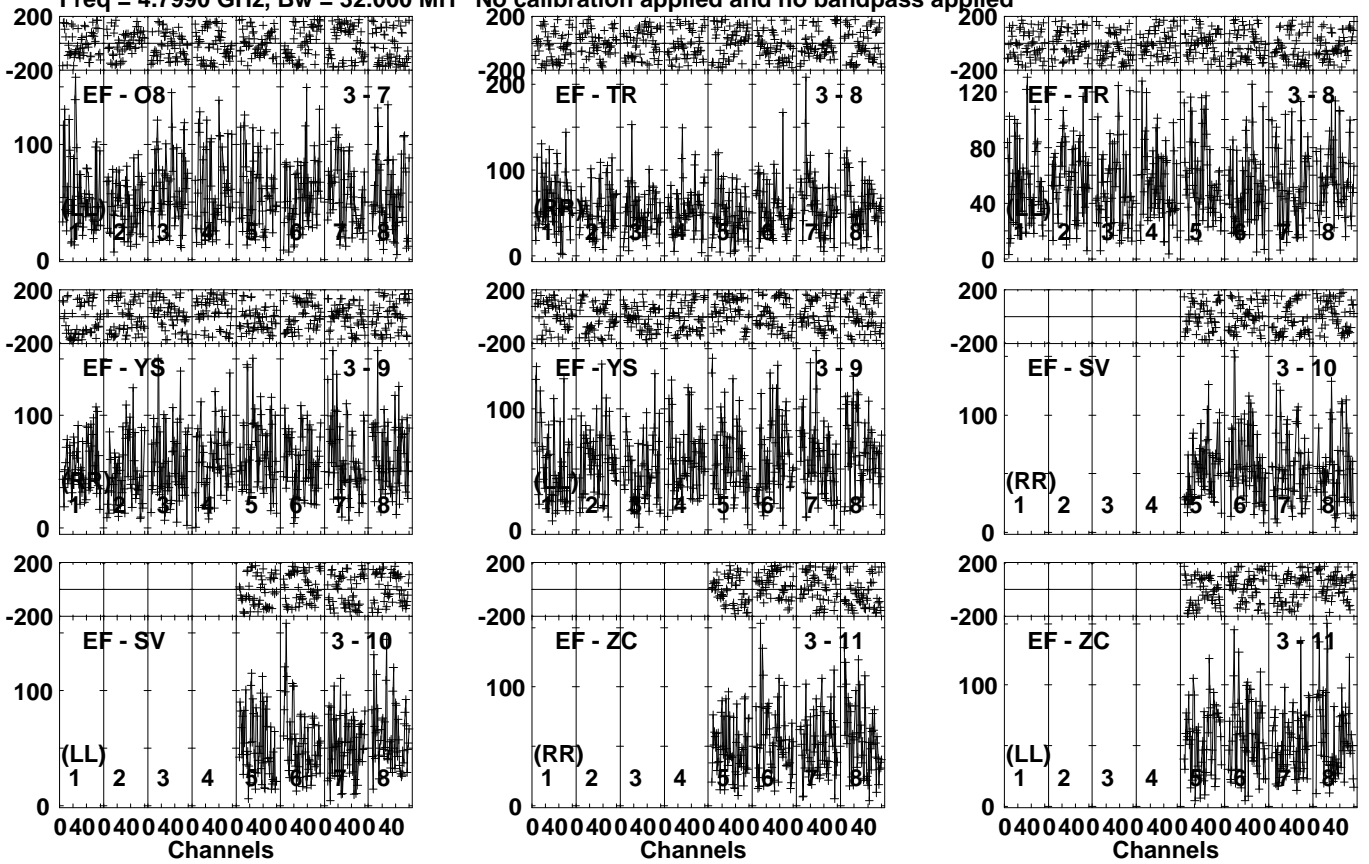 Freq = 4.7990 GHz, Bw = 32.000 MH No calibration applied and no bandpass applied
200 200 200
-200 -200 -200
EF - O8 3 - 7 200 EF - TR 3 - 8 120 EF - TR 3 - 8
100 100 80
40
(LL) (RR) (LL)
1 2 3 4 5 6 7 8 1 2 3 4 5 6 7 8 1 2 3 4 5 6 7 8
0 0 0
200 200 200
-200 -200 -200
EF - YS 3 - 9 EF - YS 3 - 9 EF - SV 3 - 10
100 100 100
(RR) (LL) (RR)
1 2 3 4 5 6 7 8 1 2 3 4 5 6 7 8 1 2 3 4 5 6 7 8
0 0 0
200 200 200
-200 -200 -200
EF - SV 3 - 10 EF - ZC 3 - 11 EF - ZC 3 - 11
100 100 100
(LL) (RR) (LL)
1 2 3 4 5 6 7 8 1 2 3 4 5 6 7 8 1 2 3 4 5 6 7 8
0 0 0
0 40 0 40 0 40 0 40 0 40 0 40 0 40 0 40 0 40 0 40 0 40 0 40 0 40 0 40 0 40 0 40 0 40 0 40 0 40 0 40 0 40 0 40 0 40 0 40
Channels Channels Channels